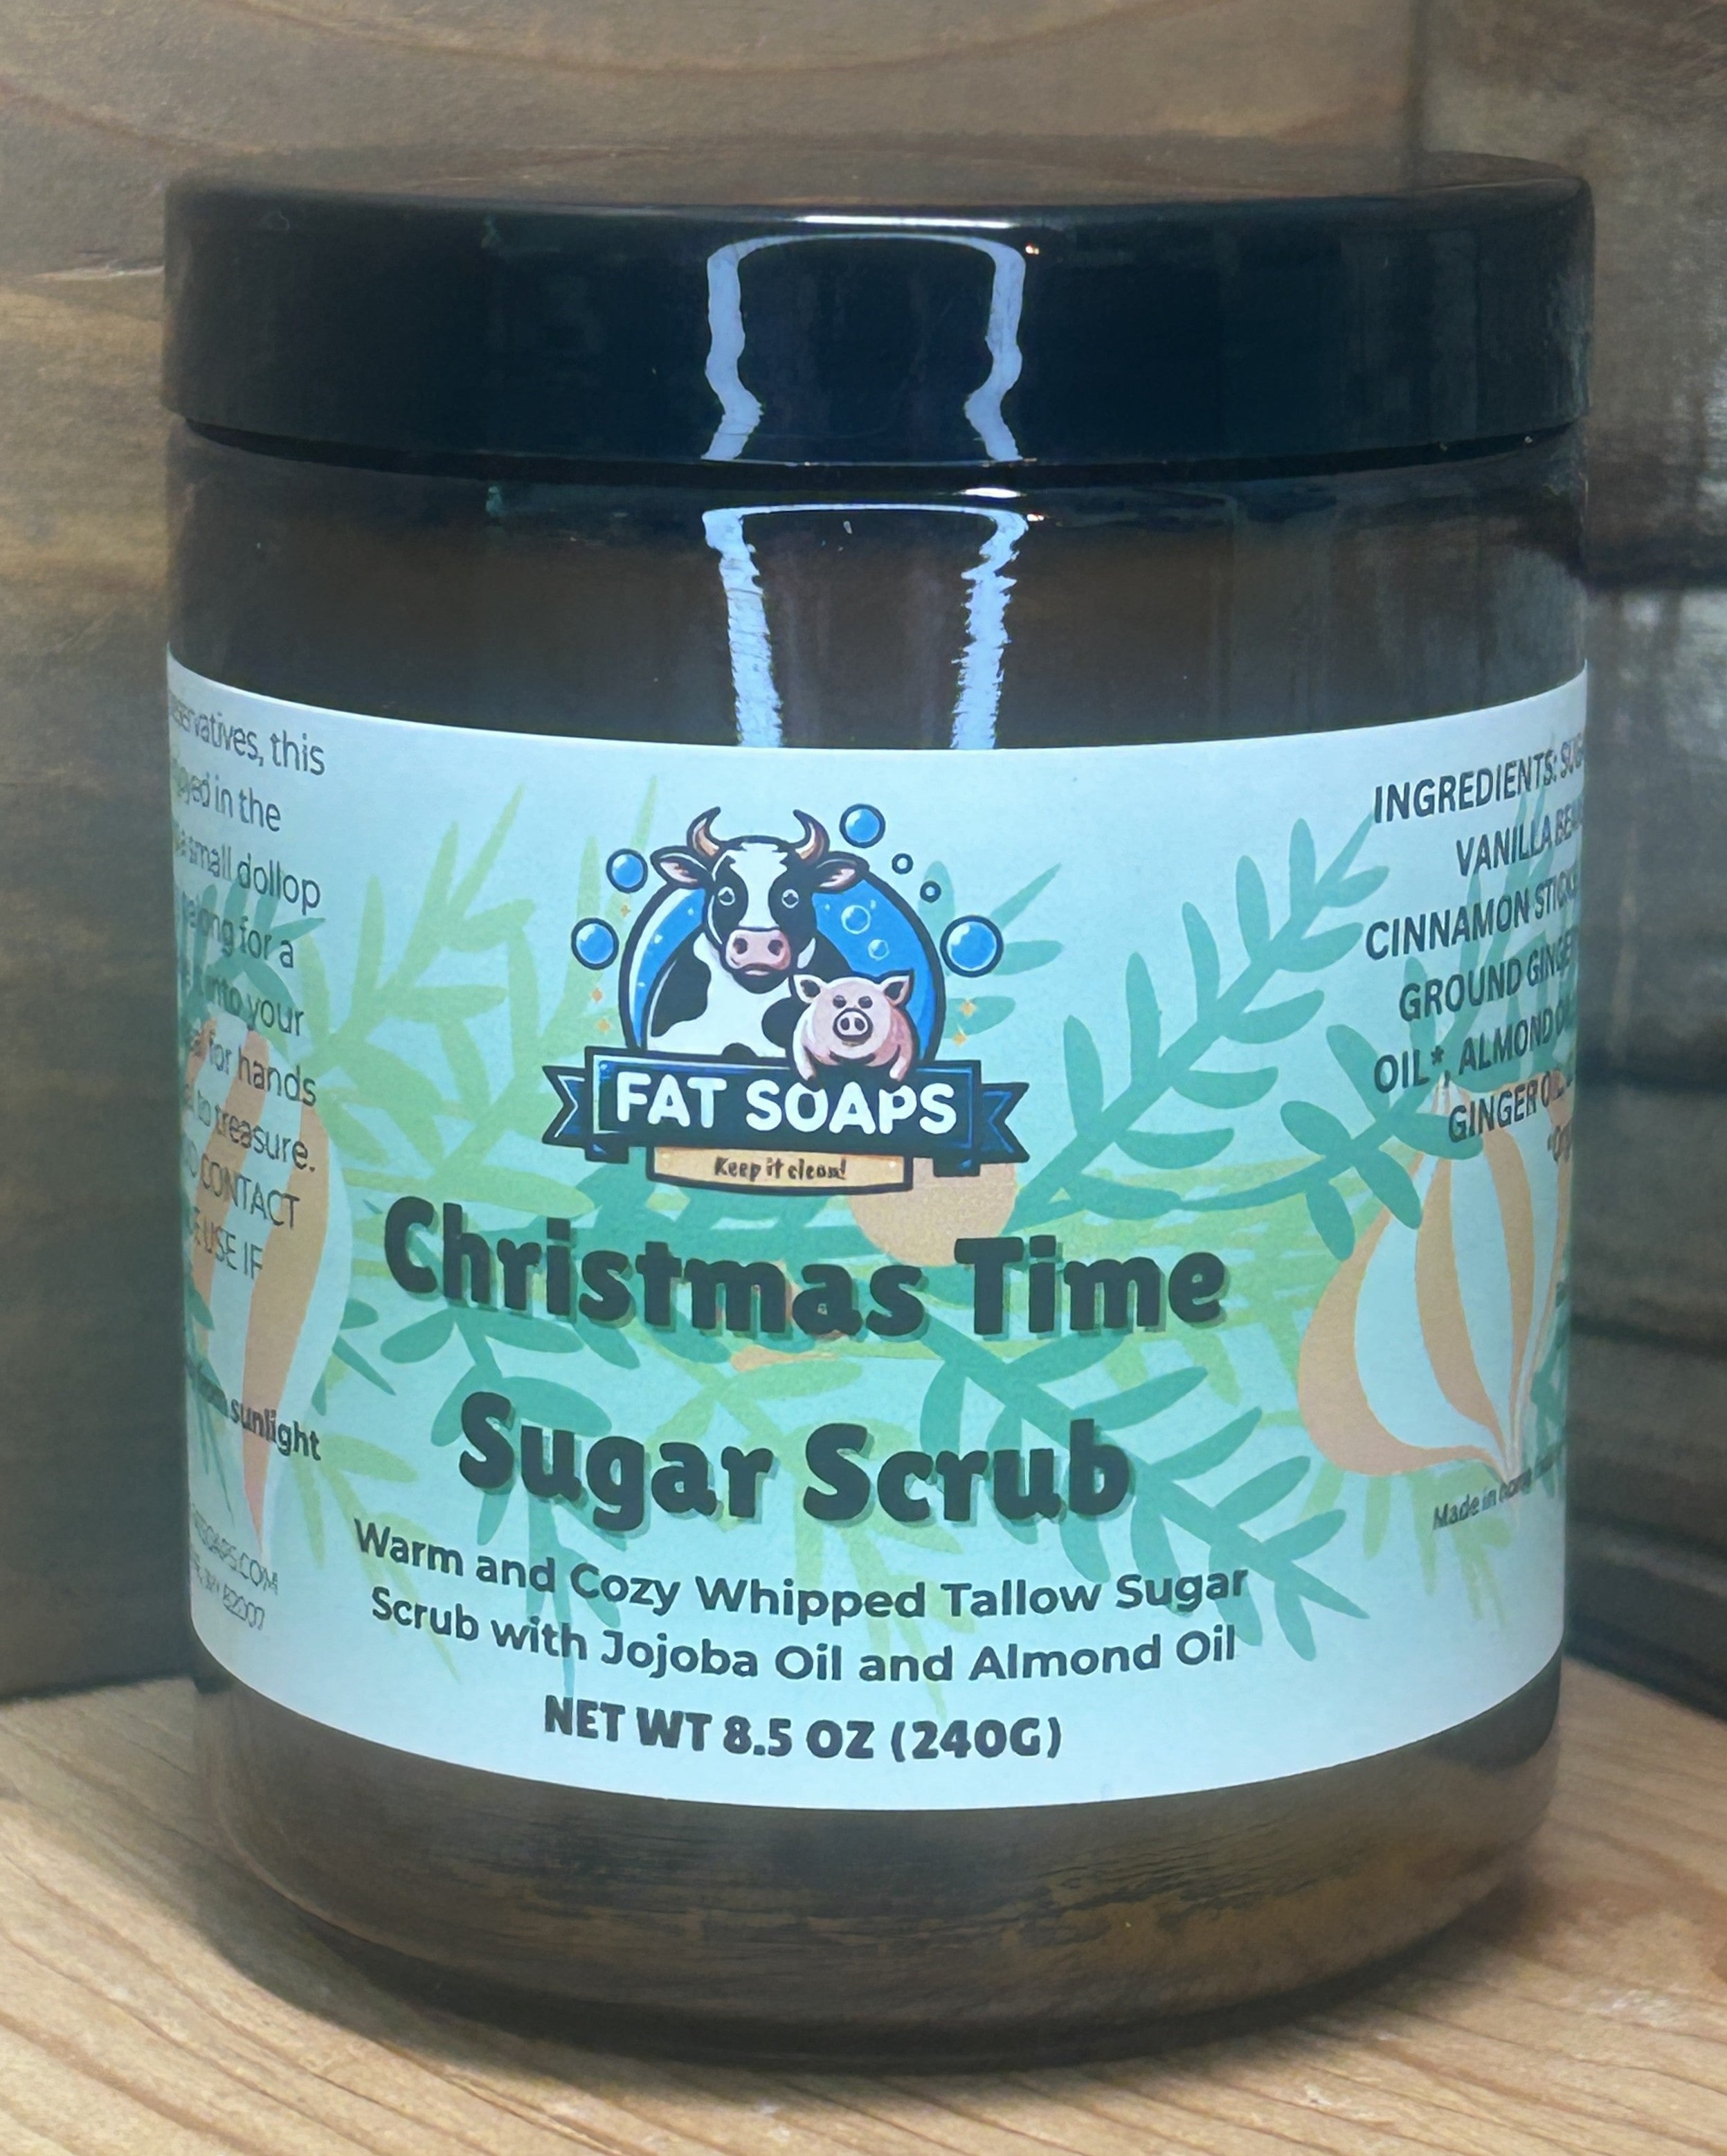 FAT SOAPS
Keep it clean!
Christmas Time
Sugar Scrub
Warm and Cozy Whipped Tallow Sugar
Scrub with Jojoba Oil and Almond Oil
NET WT 8.5 OZ (240G)
this
in the
small dollop
for a
onto your
for hands
to treasure.
CONTACT
USE IF
sunlight
INGREDIENTS:
VANILLA
CINNAMON
GROUND
OIL*, ALMOND
GINGER
Made in